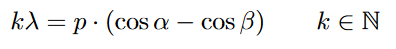 kλ = p · (cos α − cos β)    k ∈ ℕ